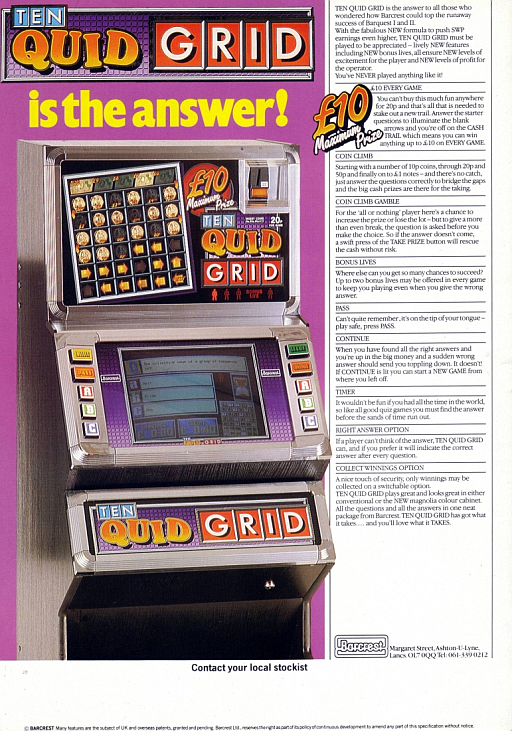 TEN
QUID GRID
is the answer!
TEN QUID GRID is the answer to all those who
wondered how Barcrest could top the runaway
success of Barquest I and II.
With the fabulous NEW formula to push SWP
earnings even higher, TEN QUID GRID must be
played to be appreciated – lively NEW features
including NEW bonus lives, all ensure NEW levels of
excitement for the player and NEW levels of profit for
the operator.
You've NEVER played anything like it!
£10
Maximum
Prize
£10 EVERY GAME
You can't buy this much fun anywhere
for 20p and that's all that is needed to
stake out a new trail. Answer the starter
questions to illuminate the blank
arrows and you're off on the CASH
TRAIL which means you can win
anything up to £10 on EVERY GAME.
COIN CLIMB
Starting with a number of 10p coins, through 20p and
50p and finally on to £1 notes – and there's no catch,
just answer the questions correctly to bridge the gaps
and the big cash prizes are there for the taking.
COIN CLIMB GAMBLE
For the 'all or nothing' player here's a chance to
increase the prize or lose the lot – but to give a more
than even break, the question is asked before you
make the choice. So if the answer doesn't come,
a swift press of the TAKE PRIZE button will rescue
the cash without risk.
BONUS LIVES
Where else can you get so many chances to succeed?
Up to two bonus lives may be offered in every game
to keep you playing even when you give the wrong
answer.
PASS
Can't quite remember, it's on the tip of your tongue –
play safe, press PASS.
CONTINUE
When you have found all the right answers and
you're up in the big money and a sudden wrong
answer should send you toppling down. It doesn't!
If CONTINUE is lit you can start a NEW GAME from
where you left off.
TIMER
It wouldn't be fun if you had all the time in the world,
so like all good quiz games you must find the answer
before the sands of time run out.
RIGHT ANSWER OPTION
If a player can't think of the answer, TEN QUID GRID
can, and if you prefer it will indicate the correct
answer after every question.
COLLECT WINNINGS OPTION
A nice touch of security, only winnings may be
collected on a switchable option.
TEN QUID GRID plays great and looks great in either
conventional or the NEW magnolia colour cabinet.
All the questions and all the answers in one neat
package from Barcrest. TEN QUID GRID has got what
it takes . . . and you'll love what it TAKES.
£10
Maximum
Prize
20p
TEN
QUID
GRID
Barcrest
Barcrest
A
B
C
A
B
C
TEN
QUID GRID
Barcrest
Margaret Street, Ashton-U-Lyne,
Lancs. OL7 0QQ Tel: 061-339 0212
Contact your local stockist
© BARCREST Many features are the subject of UK and overseas patents, granted and pending. Barcrest Ltd., reserves the right as part of its policy of continuous development to amend any part of this specification without notice.